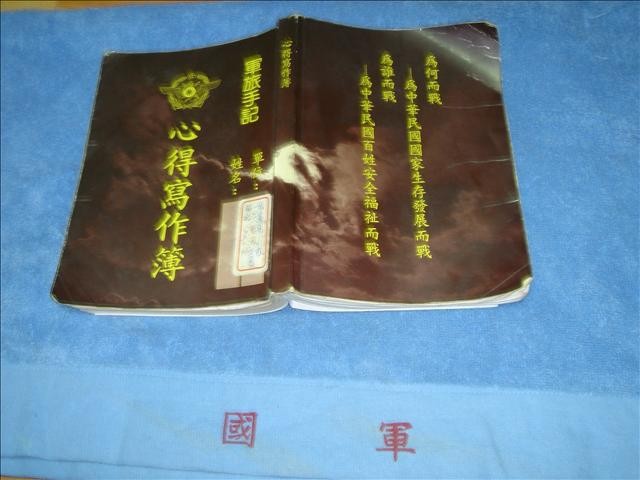 軍旅手記
心得寫作簿
單位：
姓名：
心得寫作簿
為何而戰
—為中華民國國家生存發展而戰
為誰而戰
—為中華民國百姓安全福祉而戰
國軍